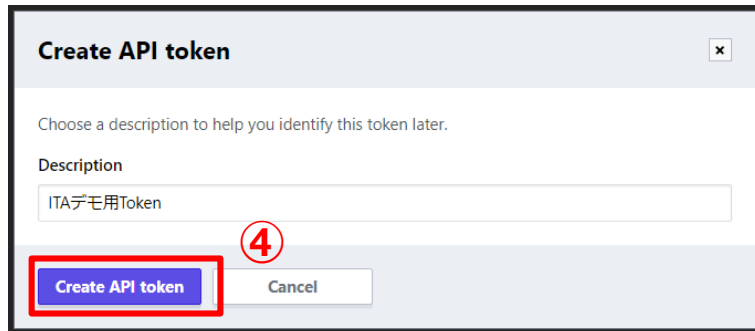 Create API token
×
Choose a description to help you identify this token later.
Description
ITAデモ用Token
④
Create API token
Cancel